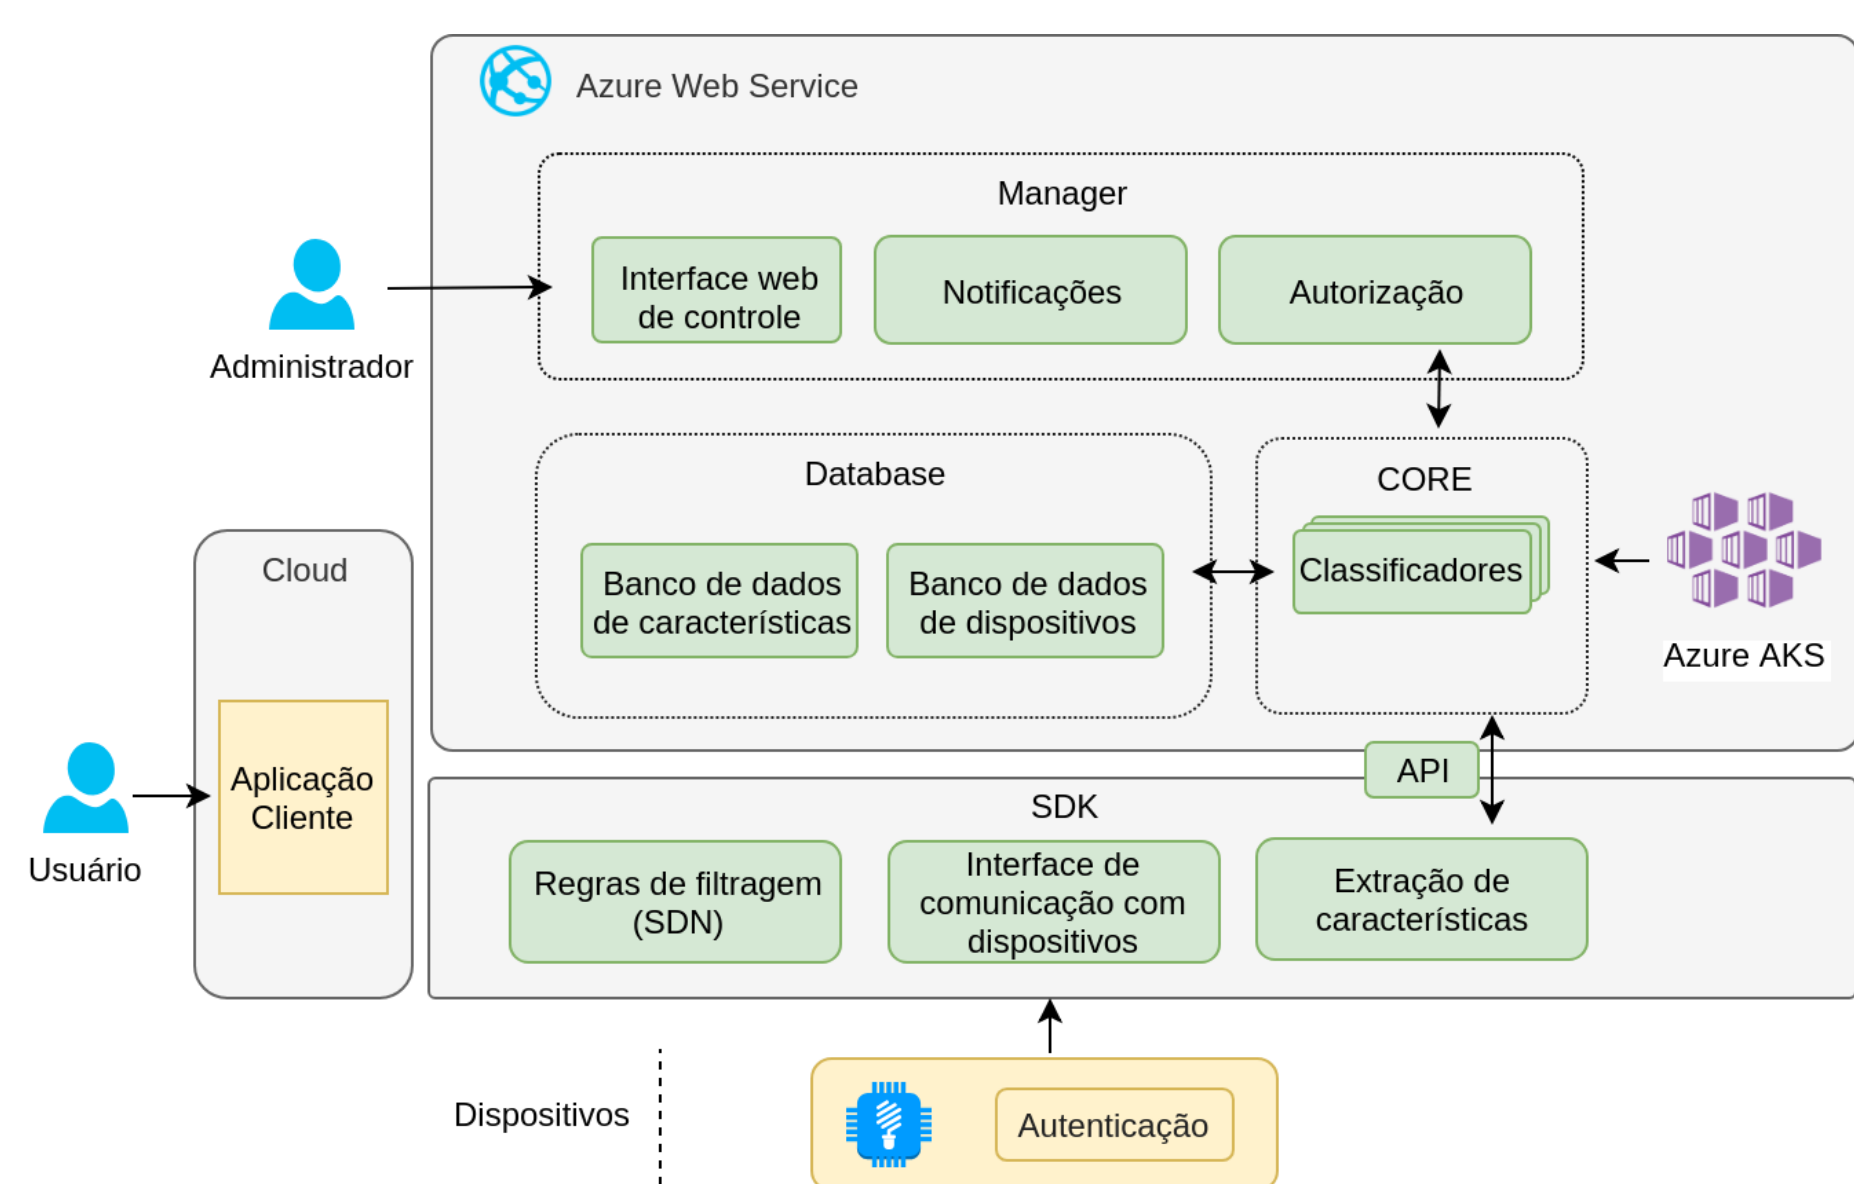 Azure Web Service
Manager
Interface web
de controle
Notificações
Autorização
Administrador
Database
CORE
Banco de dados
de características
Banco de dados
de dispositivos
Classificadores
Azure AKS
Cloud
Aplicação
Cliente
Usuário
API
SDK
Regras de filtragem
(SDN)
Interface de
comunicação com
dispositivos
Extração de
características
Dispositivos
Autenticação